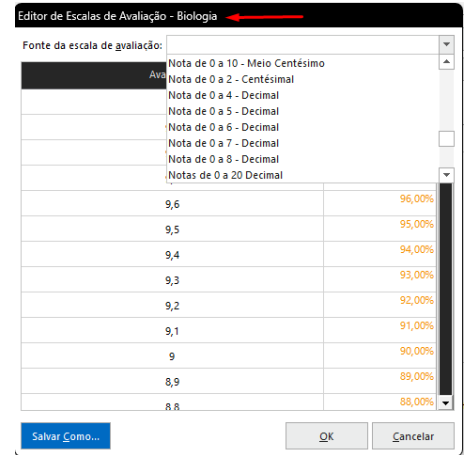 Editor de Escalas de Avaliação - Biologia
Fonte da escala de avaliação:
Nota de 0 a 10 - Meio Centésimo
Ava Nota de 0 a 2 - Centésimal
Nota de 0 a 4 - Decimal
Nota de 0 a 5 - Decimal
Nota de 0 a 6 - Decimal
Nota de 0 a 7 - Decimal
Nota de 0 a 8 - Decimal
Notas de 0 a 20 Decimal
9,6 96,00%
9,5 95,00%
9,4 94,00%
9,3 93,00%
9,2 92,00%
9,1 91,00%
9 90,00%
8,9 89,00%
8,8 88,00%
Salvar Como... OK Cancelar